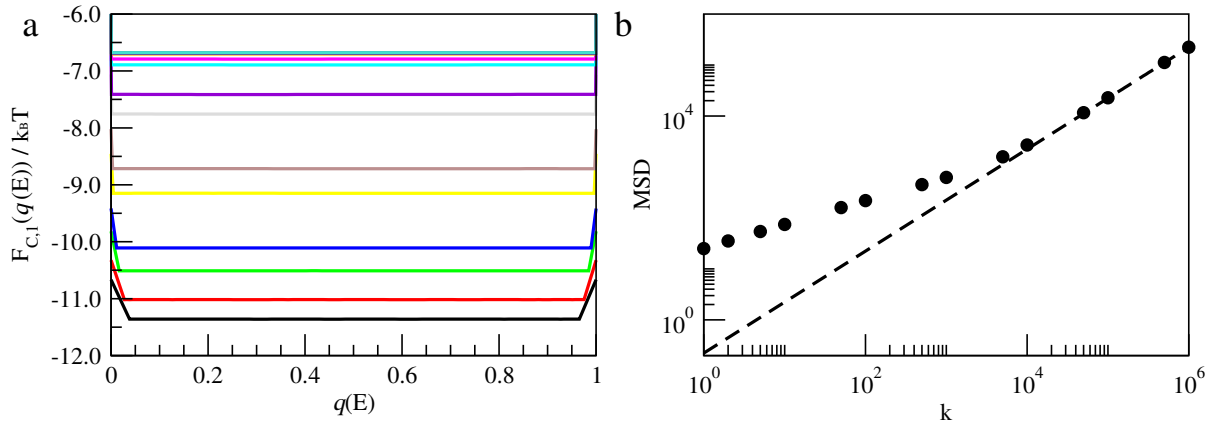 a
-6.0
-7.0
-8.0
-9.0
-10.0
-11.0
-12.0
F_{C,1}(q(E)) / k_BT
0 0.2 0.4 0.6 0.8 1
q(E)
b
10^4
10^0
MSD
10^0 10^2 10^4 10^6
k